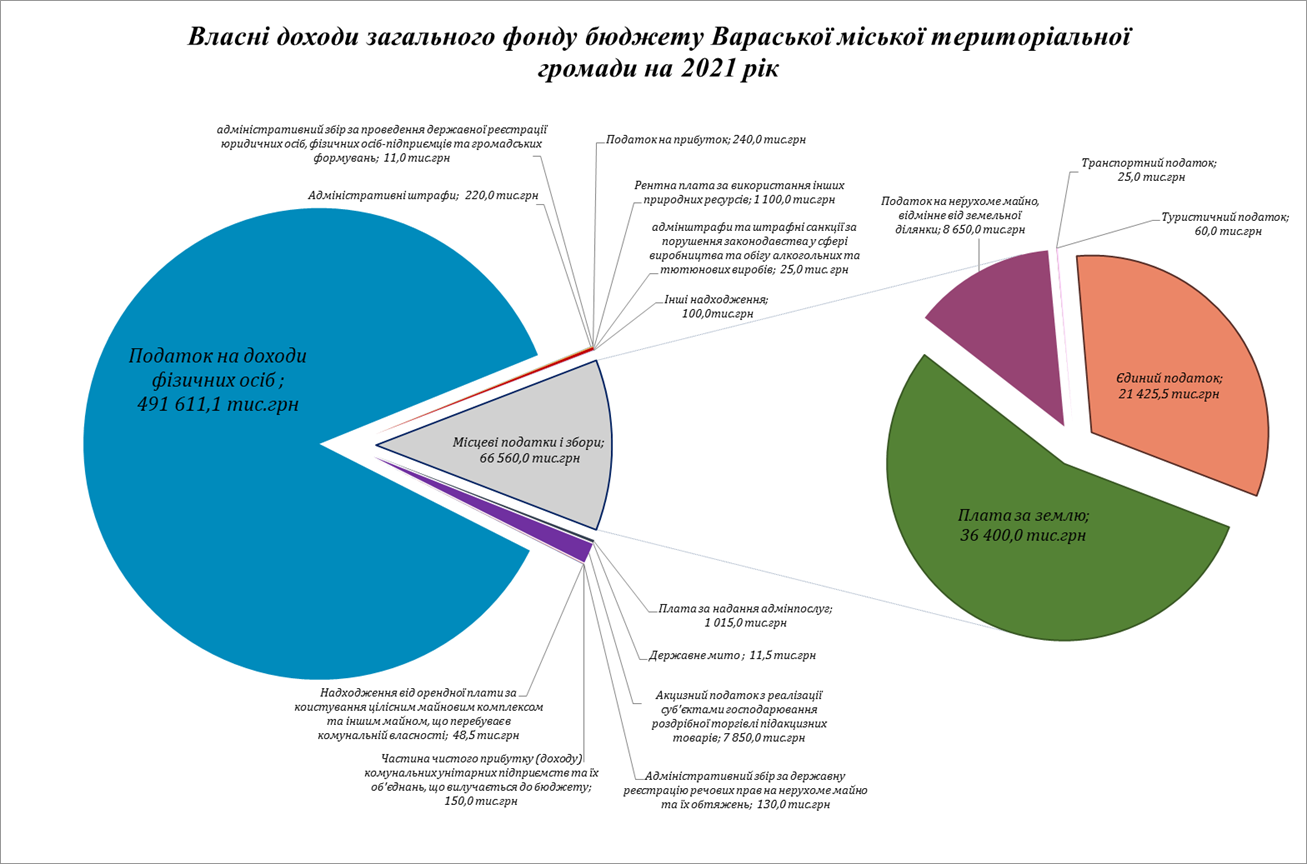 Власні доходи загального фонду бюджету Вараської міської територіальної
громади на 2021 рік
адміністративний збір за проведення державної реєстрації
юридичних осіб, фізичних осіб-підприємців та громадських
формувань; 11,0 тис.грн
Адміністративні штрафи; 220,0 тис.грн
Податок на прибуток; 240,0 тис.грн
Рентна плата за використання інших
природних ресурсів; 1 100,0 тис.грн
адмінштрафи та штрафні санкції за
порушення законодавства у сфері
виробництва та обігу алкогольних та
тютюнових виробів; 25,0 тис.грн
Інші надходження;
100,0тис.грн
Податок на доходи
фізичних осіб ;
491 611,1 тис.грн
Місцеві податки і збори;
66 560,0 тис.грн
Транспортний податок;
25,0 тис.грн
Податок на нерухоме майно,
відмінне від земельної
ділянки; 8 650,0 тис.грн
Туристичний податок;
60,0 тис.грн
Єдиний податок;
21 425,5 тис.грн
Плата за землю;
36 400,0 тис.грн
Плата за надання адмінпослуг;
1 015,0 тис.грн
Державне мито ; 11,5 тис.грн
Акцизний податок з реалізації
суб'єктами господарювання
роздрібної торгівлі підакцизних
товарів; 7 850,0 тис.грн
Адміністративний збір за державну
реєстрацію речових прав на нерухоме майно
та їх обтяжень; 130,0 тис.грн
Надходження від орендної плати за
коистування цілісним майновим комплексом
та іншим майном, що перебуває в
комунальній власності; 48,5 тис.грн
Частина чистого прибутку (доходу)
комунальних унітарних підприємств та їх
об'єднань, що вилучається до бюджету;
150,0 тис.грн